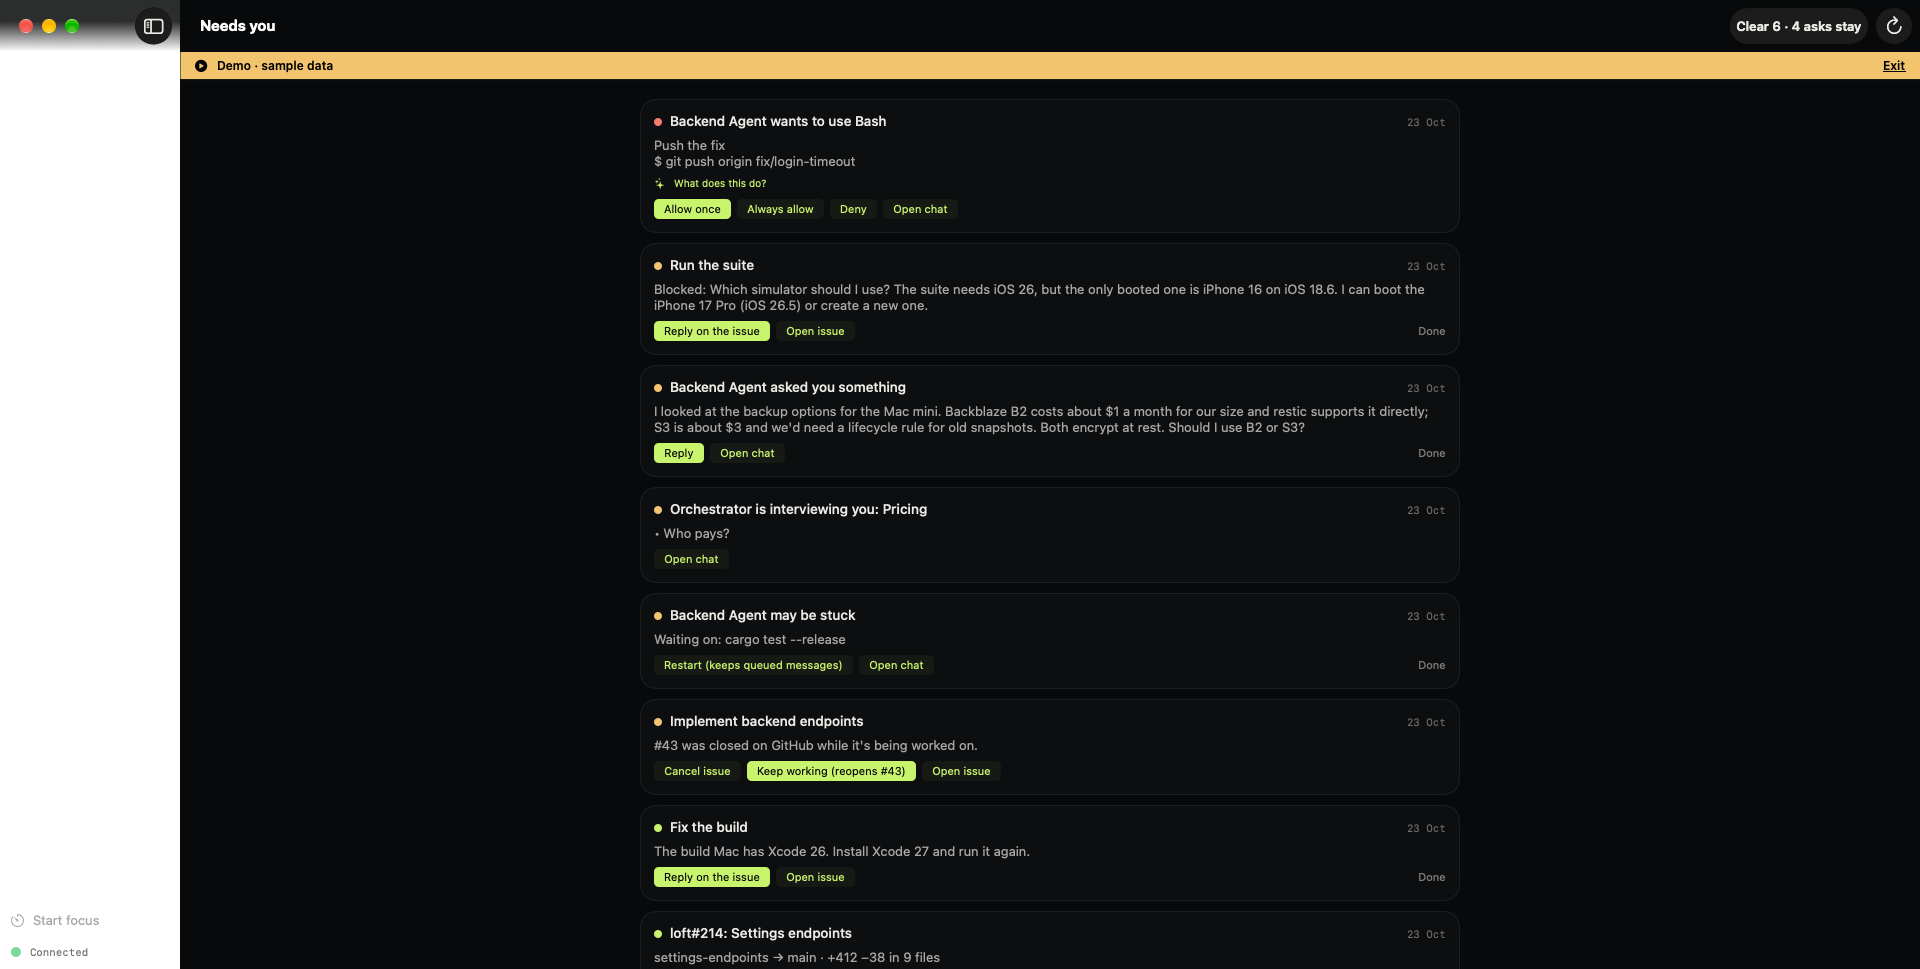 Needs you
Clear 6 · 4 asks stay
Demo · sample data
Exit
Backend Agent wants to use Bash
23 Oct
Push the fix
$ git push origin fix/login-timeout
What does this do?
Allow once
Always allow
Deny
Open chat
Run the suite
23 Oct
Blocked: Which simulator should I use? The suite needs iOS 26, but the only booted one is iPhone 16 on iOS 18.6. I can boot the
iPhone 17 Pro (iOS 26.5) or create a new one.
Reply on the issue
Open issue
Done
Backend Agent asked you something
23 Oct
I looked at the backup options for the Mac mini. Backblaze B2 costs about $1 a month for our size and restic supports it directly;
S3 is about $3 and we'd need a lifecycle rule for old snapshots. Both encrypt at rest. Should I use B2 or S3?
Reply
Open chat
Done
Orchestrator is interviewing you: Pricing
23 Oct
• Who pays?
Open chat
Backend Agent may be stuck
23 Oct
Waiting on: cargo test --release
Restart (keeps queued messages)
Open chat
Done
Implement backend endpoints
23 Oct
#43 was closed on GitHub while it's being worked on.
Cancel issue
Keep working (reopens #43)
Open issue
Fix the build
23 Oct
The build Mac has Xcode 26. Install Xcode 27 and run it again.
Reply on the issue
Open issue
Done
loft#214: Settings endpoints
23 Oct
settings-endpoints → main · +412 −38 in 9 files
Start focus
Connected